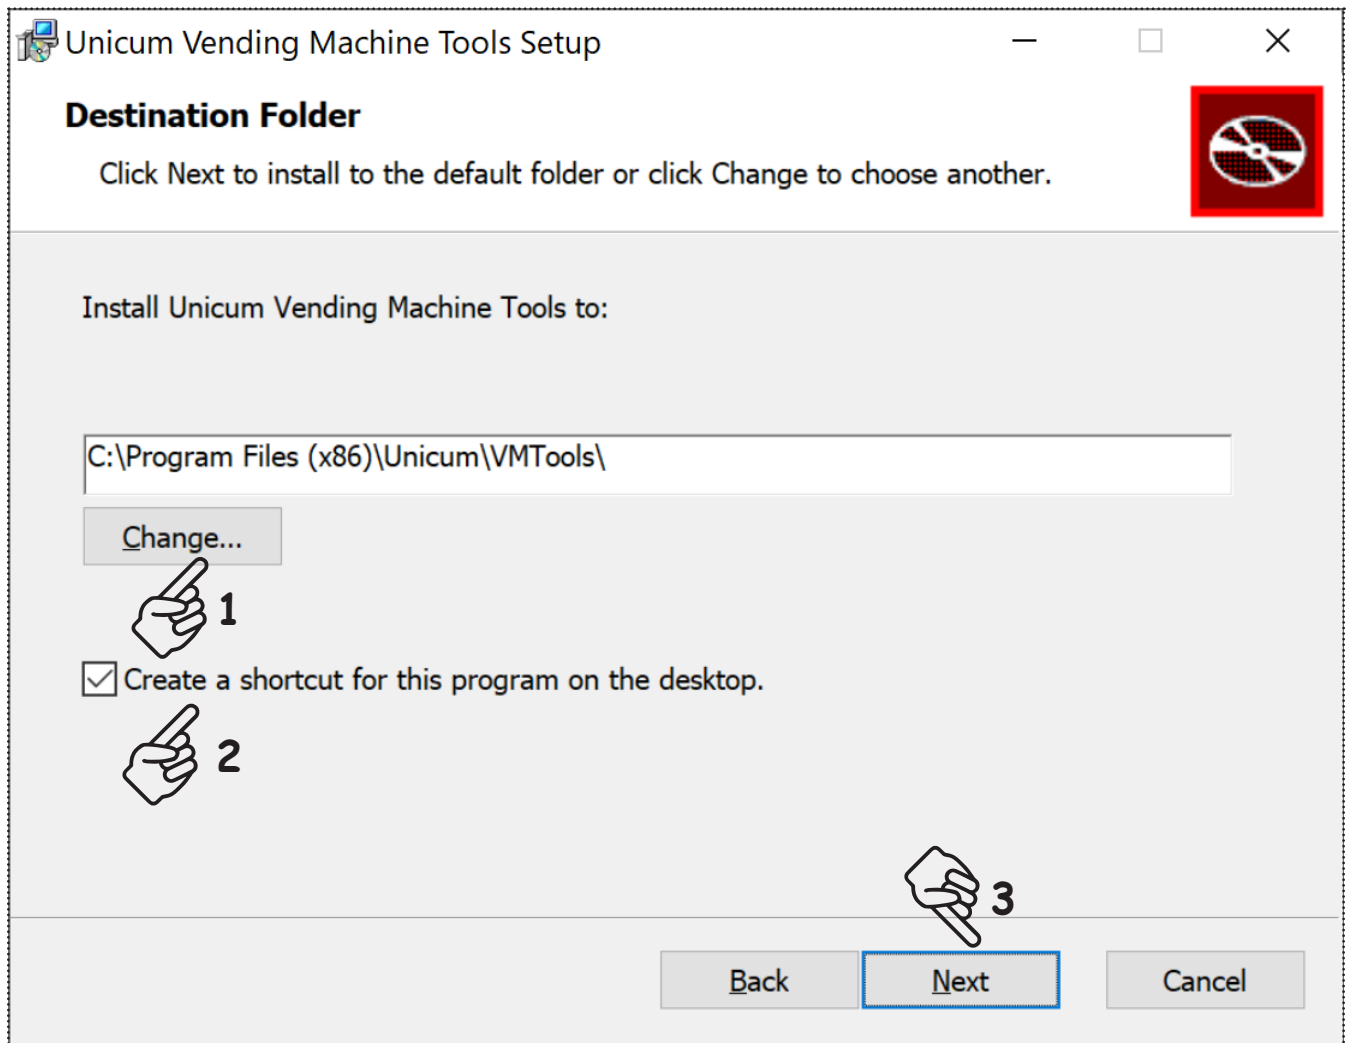 Unicum Vending Machine Tools Setup
Destination Folder
Click Next to install to the default folder or click Change to choose another.
Install Unicum Vending Machine Tools to:
C:\Program Files (x86)\Unicum\VMTools\
Change...
1
Create a shortcut for this program on the desktop.
2
3
Back
Next
Cancel